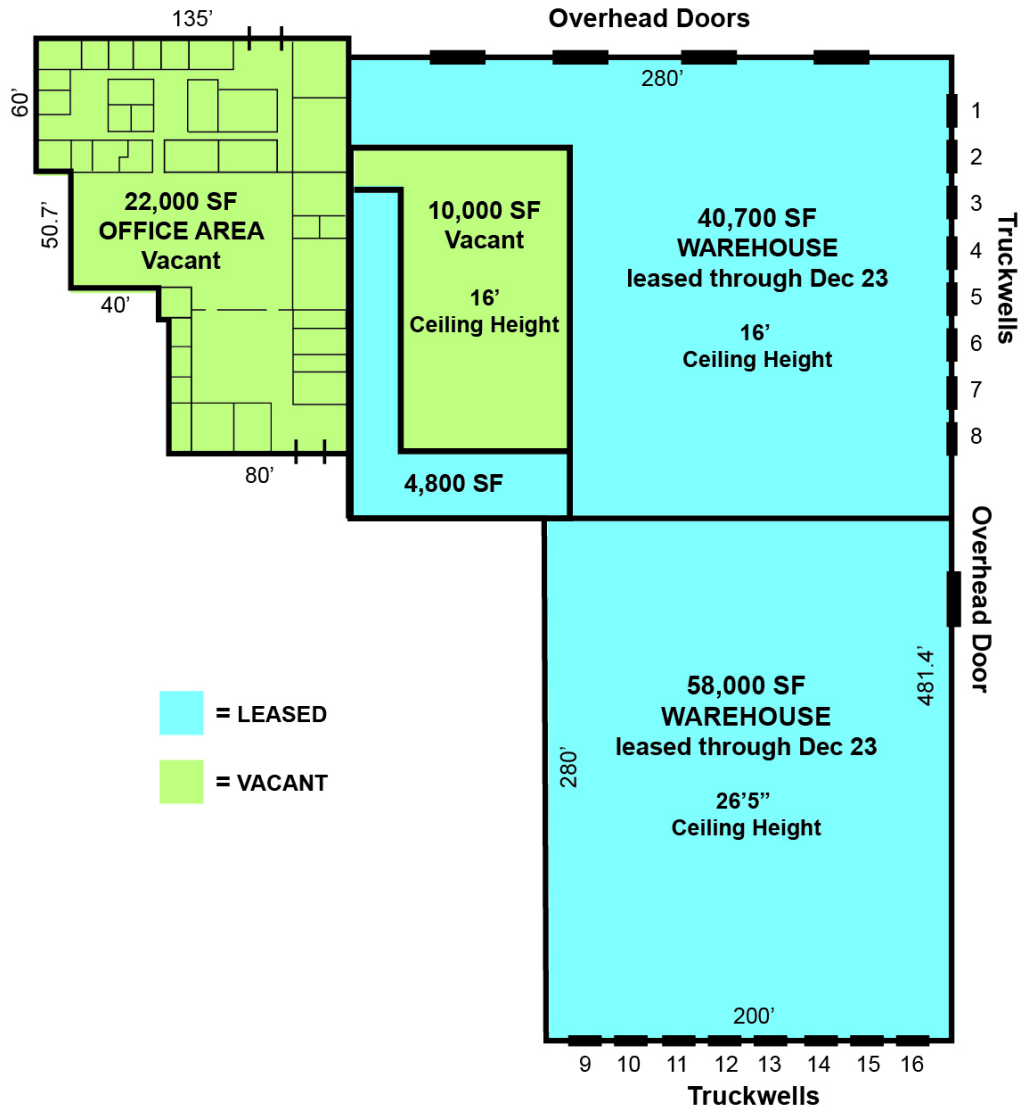 Overhead Doors
135’
280’
60’
1
2
3
4
5
6
7
8
Truckwells
22,000 SF
OFFICE AREA
Vacant
50.7’
40’
80’
10,000 SF
Vacant
16’
Ceiling Height
40,700 SF
WAREHOUSE
leased through Dec 23
16’
Ceiling Height
4,800 SF
Overhead Door
481.4’
58,000 SF
WAREHOUSE
leased through Dec 23
26’5”
Ceiling Height
280’
= LEASED
= VACANT
200’
9 10 11 12 13 14 15 16
Truckwells